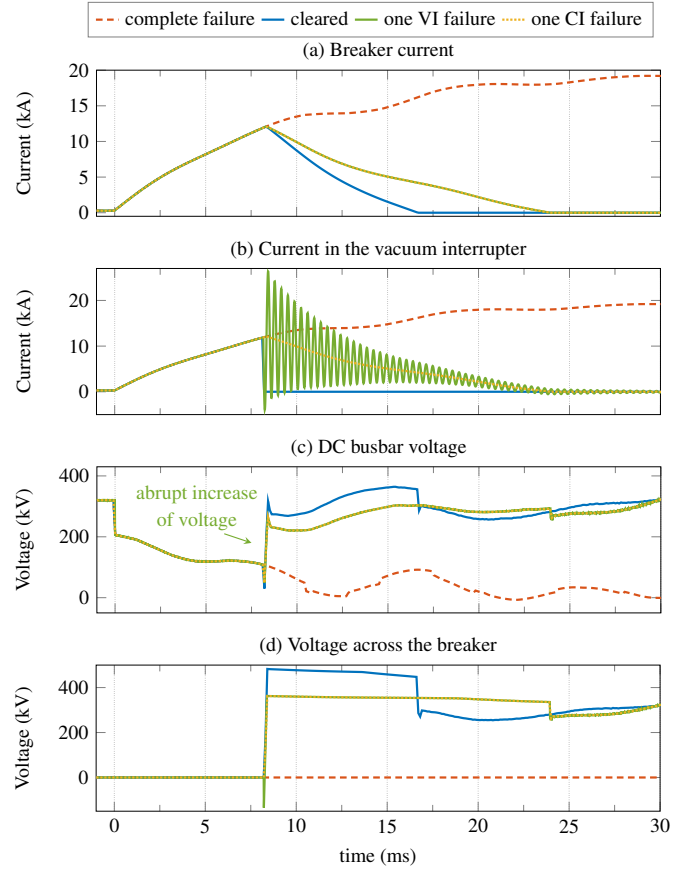 complete failure cleared one VI failure one CI failure
(a) Breaker current
20
15
10
5
0
Current (kA)
(b) Current in the vacuum interrupter
20
10
0
Current (kA)
(c) DC busbar voltage
400
200
0
Voltage (kV)
abrupt increase
of voltage
(d) Voltage across the breaker
400
200
0
Voltage (kV)
0 5 10 15 20 25 30
time (ms)